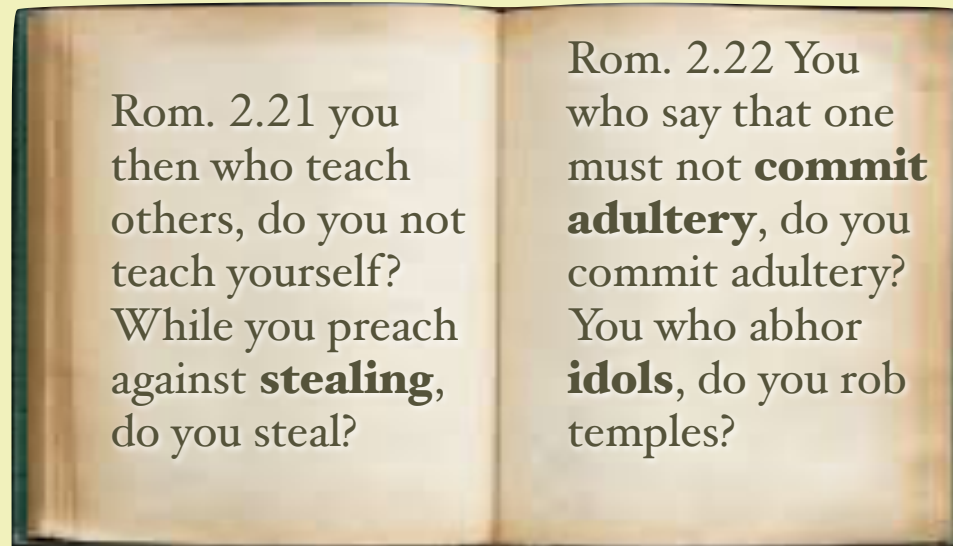 Rom. 2.21 you
then who teach
others, do you not
teach yourself?
While you preach
against stealing,
do you steal?
Rom. 2.22 You
who say that one
must not commit
adultery, do you
commit adultery?
You who abhor
idols, do you rob
temples?